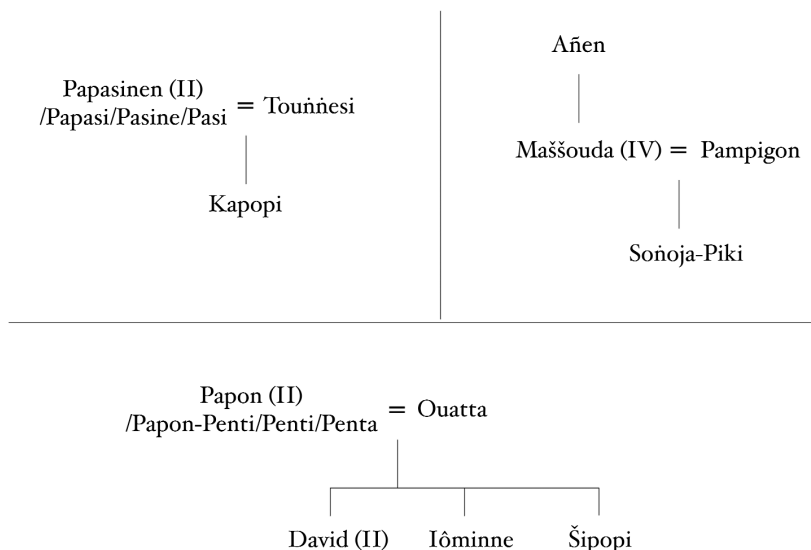 Papasinen (II)
/Papasi/Pasine/Pasi = Touṅṅesi
Kapopi
Añen
Maššouda (IV) = Pampigon
Soṅoja-Piki
Papon (II)
/Papon-Penti/Penti/Penta = Ouatta
David (II) Iôminne Šipopi